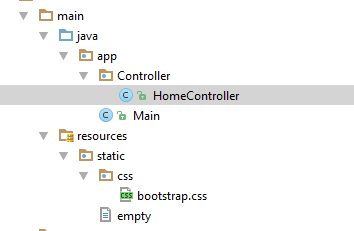 main
java
app
Controller
HomeController
Main
resources
static
css
bootstrap.css
empty